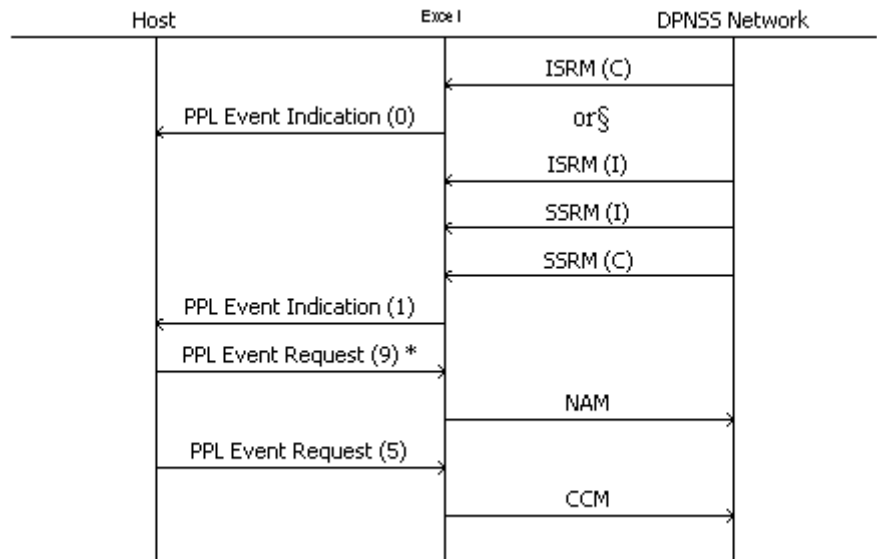 Host Excel DPNSS Network
ISRM (C)
PPL Event Indication (0) or§
ISRM (I)
SSRM (I)
SSRM (C)
PPL Event Indication (1)
PPL Event Request (9) *
NAM
PPL Event Request (5)
CCM